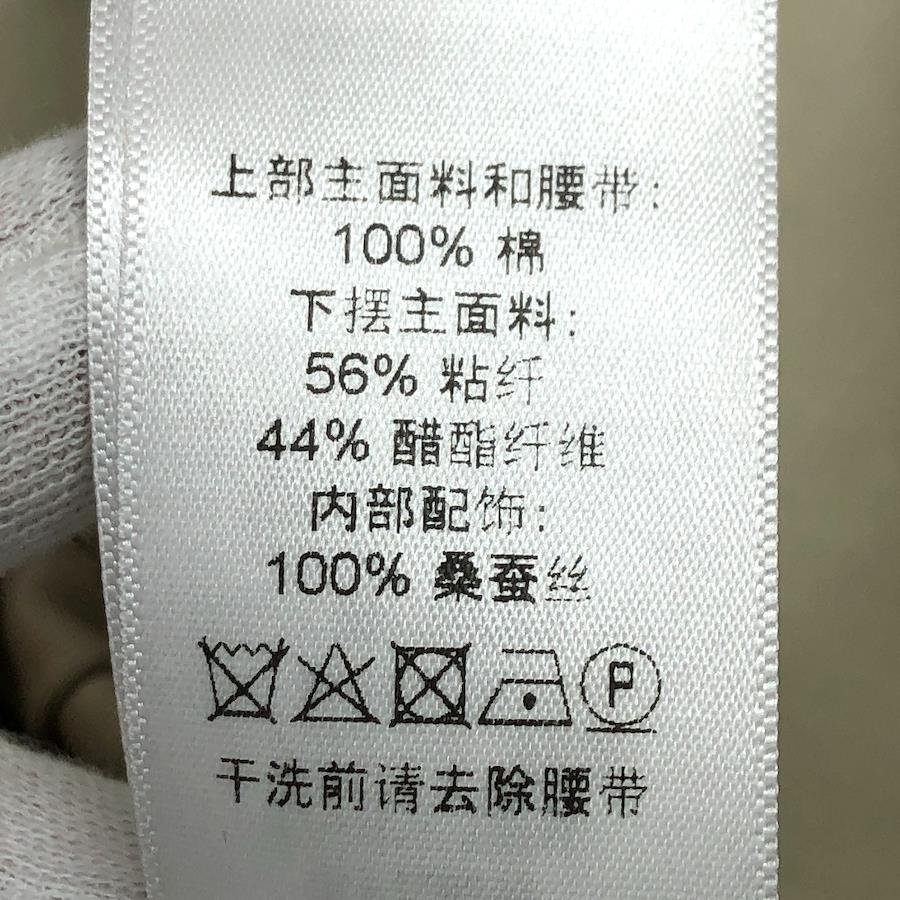 上部主面料和腰带:
100% 棉
下摆主面料:
56% 粘纤
44% 醋酯纤维
内部配饰:
100% 桑蚕丝
P
干洗前请去除腰带